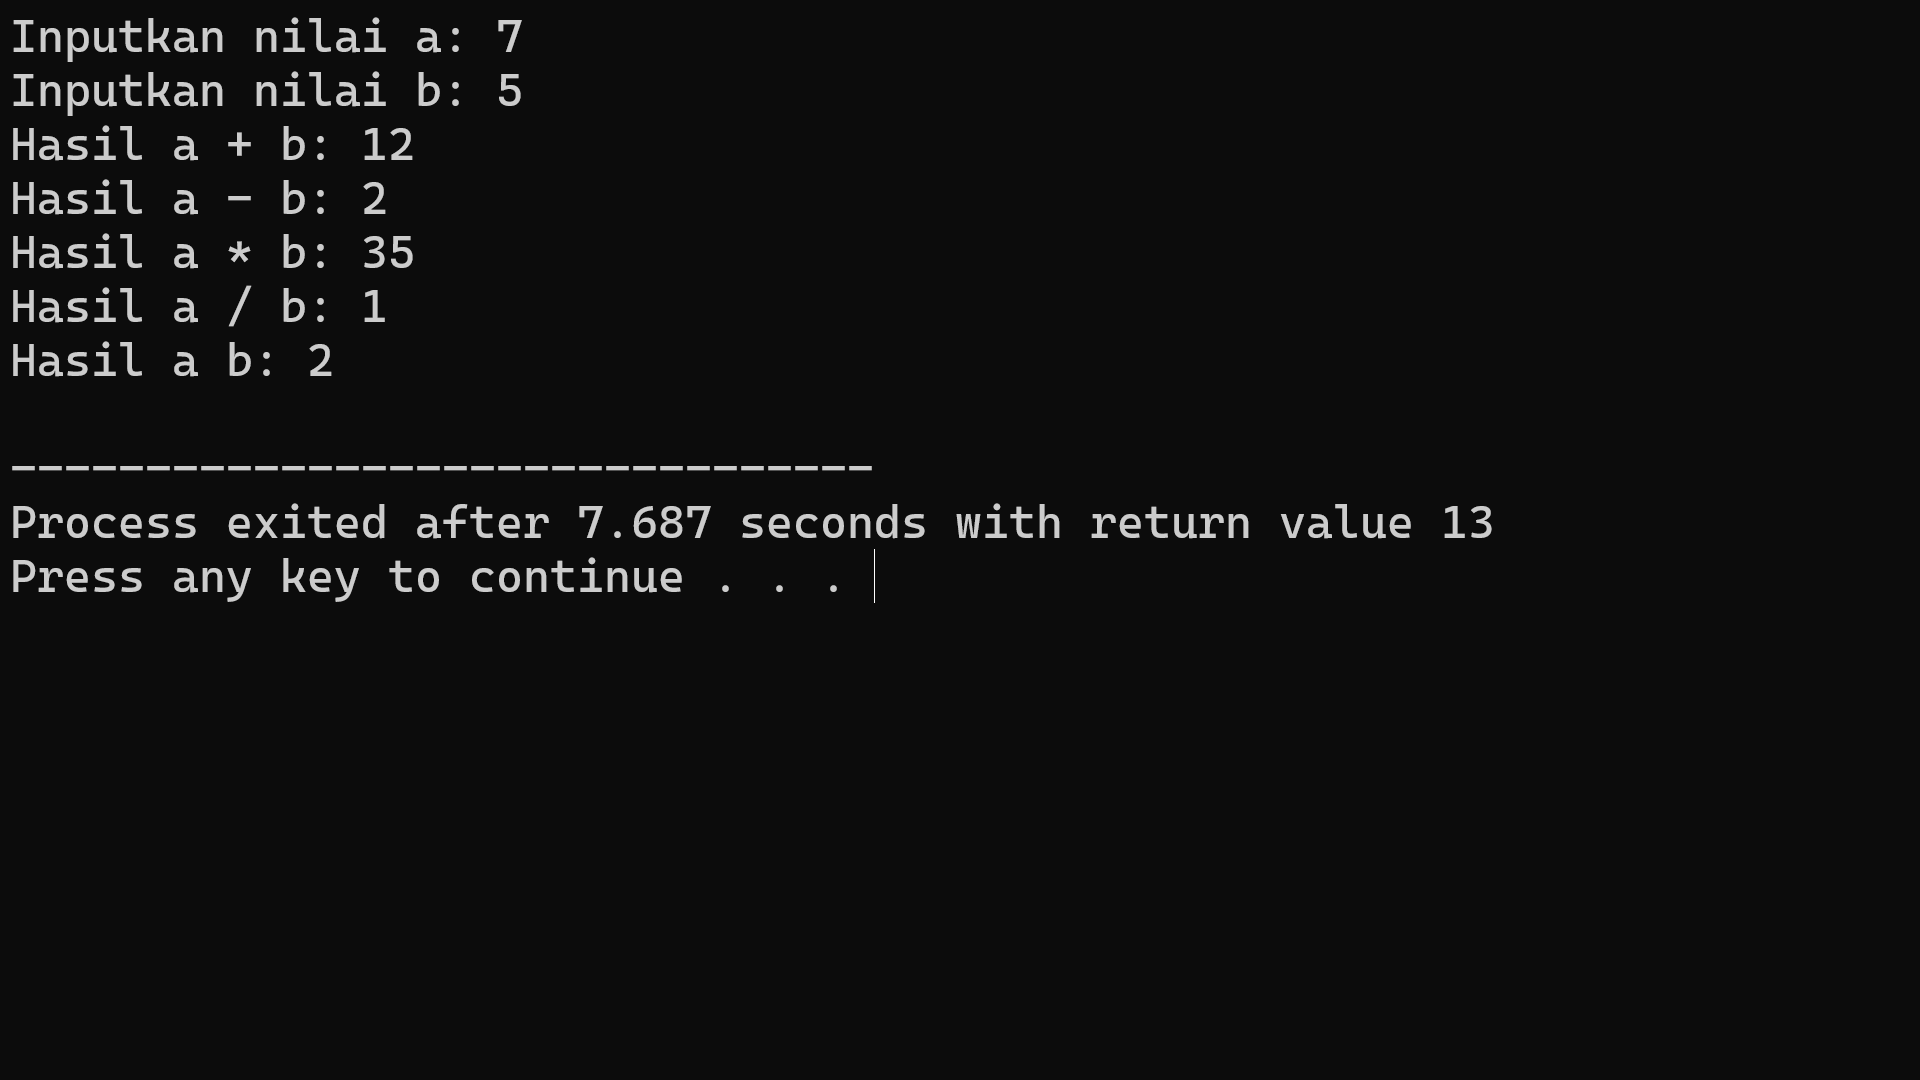 Inputkan nilai a: 7
Inputkan nilai b: 5
Hasil a + b: 12
Hasil a - b: 2
Hasil a * b: 35
Hasil a / b: 1
Hasil a b: 2
--------------------------------
Process exited after 7.687 seconds with return value 13
Press any key to continue . . .